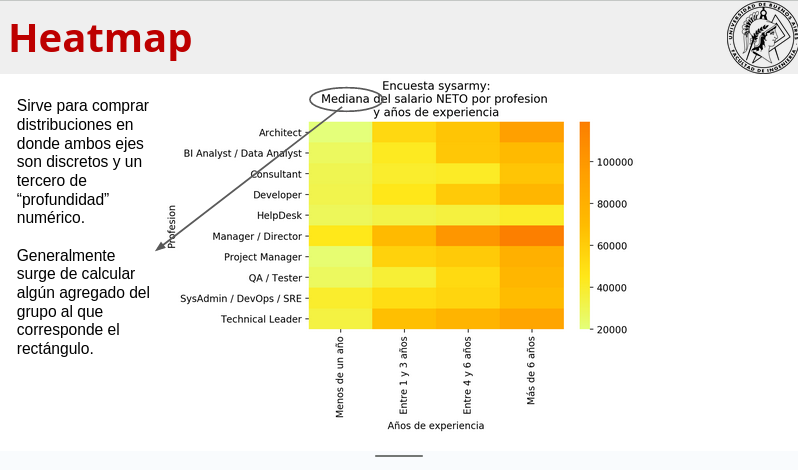 Heatmap
UNIVERSIDAD DE BUENOS AIRES
FACULTAD DE INGENIERIA
Sirve para comprar
distribuciones en
donde ambos ejes
son discretos y un
tercero de
“profundidad”
numérico.
Generalmente
surge de calcular
algún agregado del
grupo al que
corresponde el
rectángulo.
Encuesta sysarmy:
Mediana del salario NETO por profesion
y años de experiencia
Profesion
Architect
BI Analyst / Data Analyst
Consultant
Developer
HelpDesk
Manager / Director
Project Manager
QA / Tester
SysAdmin / DevOps / SRE
Technical Leader
Menos de un año
Entre 1 y 3 años
Entre 4 y 6 años
Más de 6 años
Años de experiencia
100000
80000
60000
40000
20000